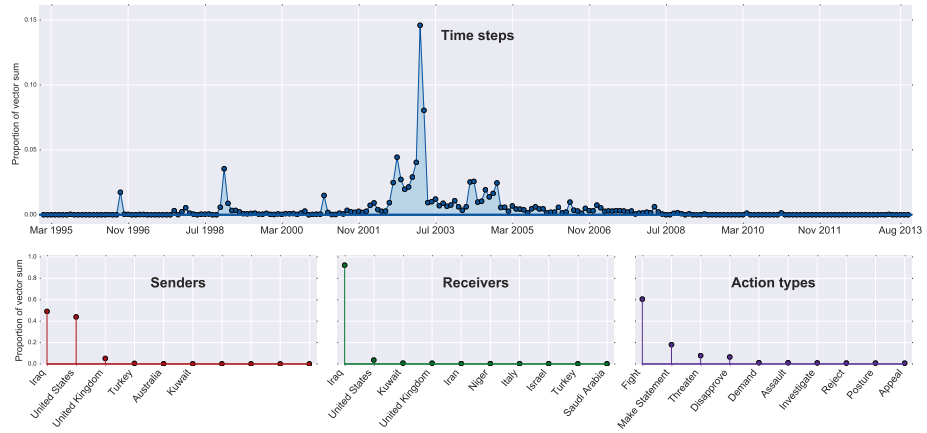 Time steps
Proportion of vector sum
0.15
0.10
0.05
0.00
Mar 1995 Nov 1996 Jul 1998 Mar 2000 Nov 2001 Jul 2003 Mar 2005 Nov 2006 Jul 2008 Mar 2010 Nov 2011 Aug 2013
Senders
Receivers
Action types
Proportion of vector sum
1.0
0.8
0.6
0.4
0.2
0.0
Iraq
United States
United Kingdom
Turkey
Australia
Kuwait
Iraq
United States
Kuwait
United Kingdom
Iran
Niger
Italy
Israel
Turkey
Saudi Arabia
Fight
Make Statement
Threaten
Disapprove
Demand
Assault
Investigate
Reject
Posture
Appeal